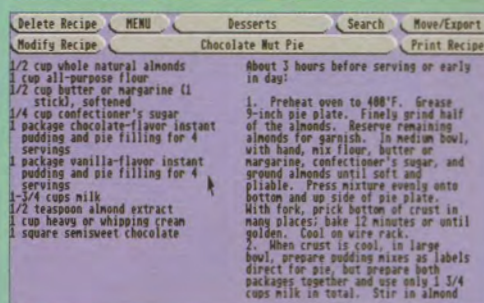 Delete Recipe MENU Desserts Search Move/Export
Modify Recipe Chocolate Nut Pie Print Recipe
1/2 cup whole natural almonds
1 cup all-purpose flour
1/2 cup butter or margarine (1
stick), softened
1/4 cup confectioner's sugar
1 package chocolate-flavor instant
pudding and pie filling for 4
servings
1 package vanilla-flavor instant
pudding and pie filling for 4
servings
1-3/4 cups milk
1/2 teaspoon almond extract
1 cup heavy or whipping cream
1 square semisweet chocolate
About 3 hours before serving or early
in day:
1. Preheat oven to 400°F. Grease
9-inch pie plate. Finely grind half
of the almonds. Reserve remaining
almonds for garnish. In medium bowl,
with hand, mix flour, butter or
margarine, confectioner's sugar, and
ground almonds until soft and
pliable. Press mixture evenly onto
bottom and up side of pie plate.
With fork, prick bottom of crust in
many places; bake 12 minutes or until
golden. Cool on wire rack.
2. When crust is cool, in large
bowl, prepare pudding mixes as labels
direct for pie, but prepare both
packages together and use only 1 3/4
cups milk in total. Stir in almond